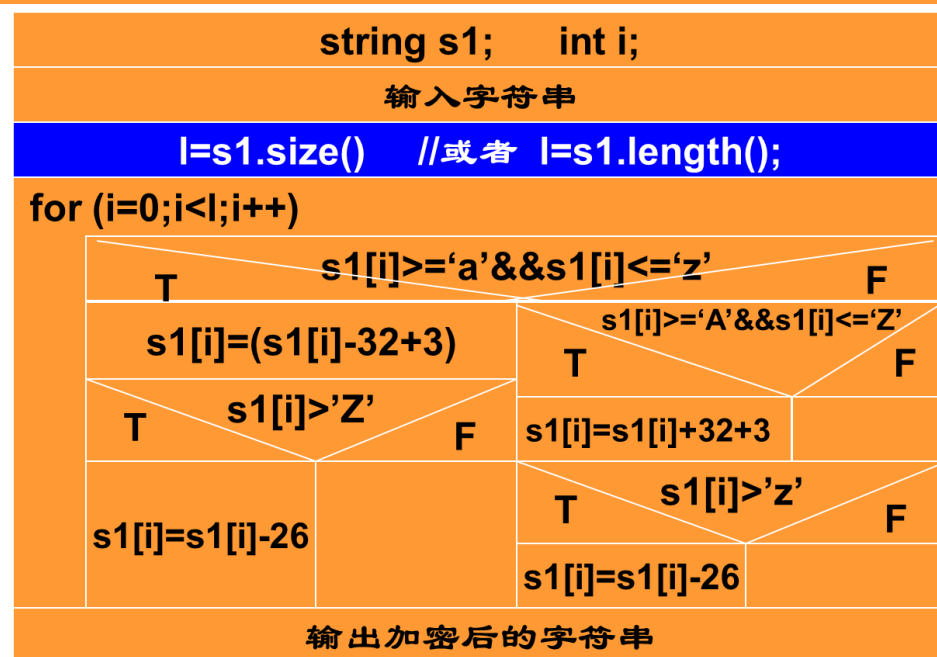 string s1; int i;
输入字符串
l=s1.size() //或者 l=s1.length();
for (i=0;i<l;i++)
s1[i]>=‘a’&&s1[i]<=‘z’
T F
s1[i]=(s1[i]-32+3)
s1[i]>=‘A’&&s1[i]<=‘Z’
T F
s1[i]>’Z’
T F
s1[i]=s1[i]+32+3
s1[i]>’z’
T F
s1[i]=s1[i]-26
s1[i]=s1[i]-26
输出加密后的字符串